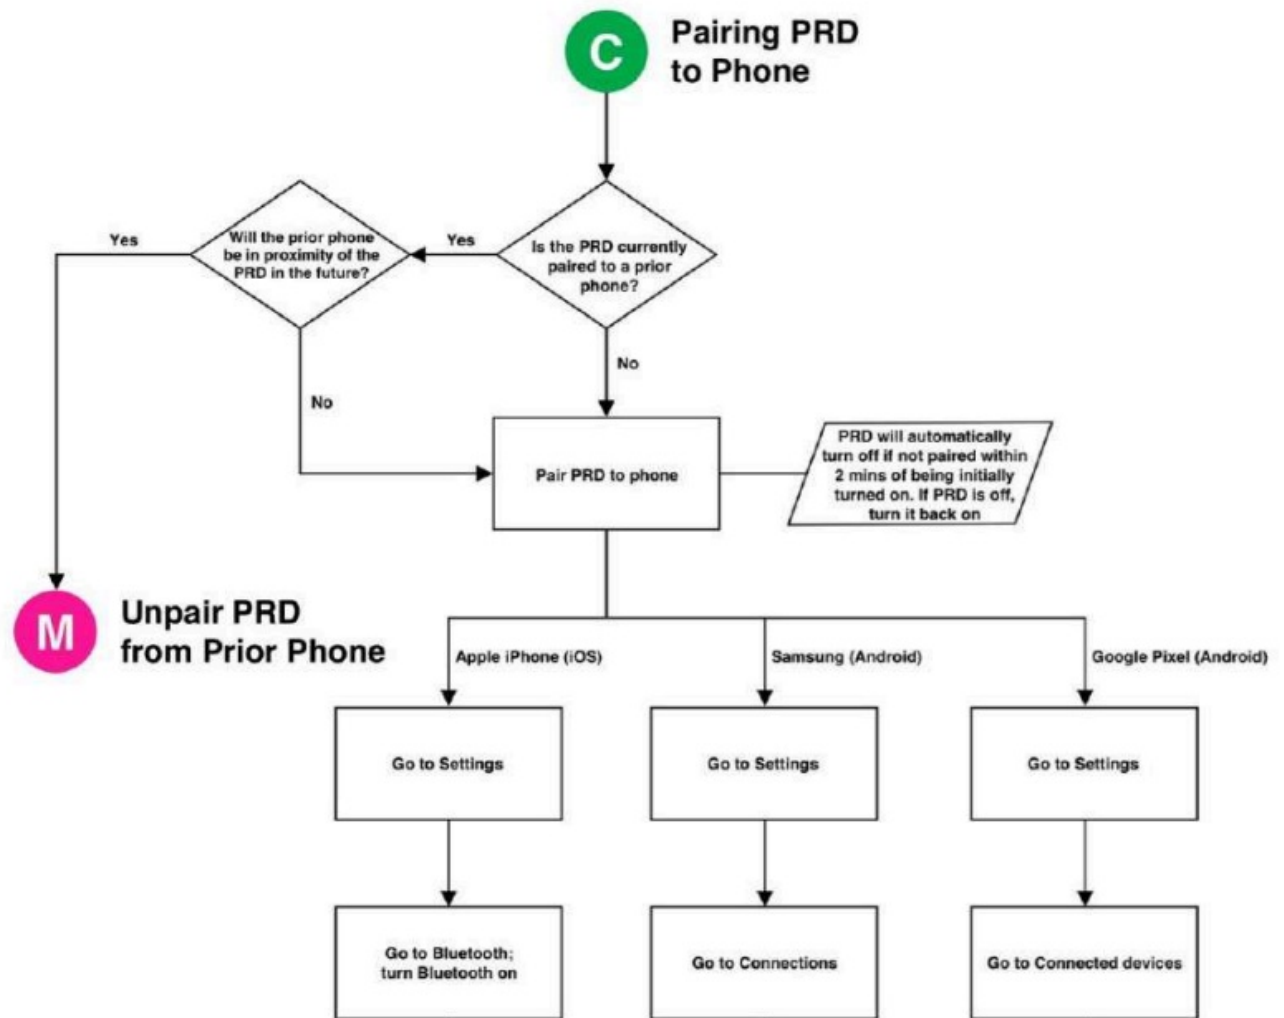 C
Pairing PRD
to Phone
Will the prior phone
be in proximity of the
PRD in the future?
Yes
Yes
Is the PRD currently
paired to a prior
phone?
No
No
Pair PRD to phone
PRD will automatically
turn off if not paired within
2 mins of being initially
turned on. If PRD is off,
turn it back on
M
Unpair PRD
from Prior Phone
Apple iPhone (iOS)
Samsung (Android)
Google Pixel (Android)
Go to Settings
Go to Settings
Go to Settings
Go to Bluetooth;
turn Bluetooth on
Go to Connections
Go to Connected devices